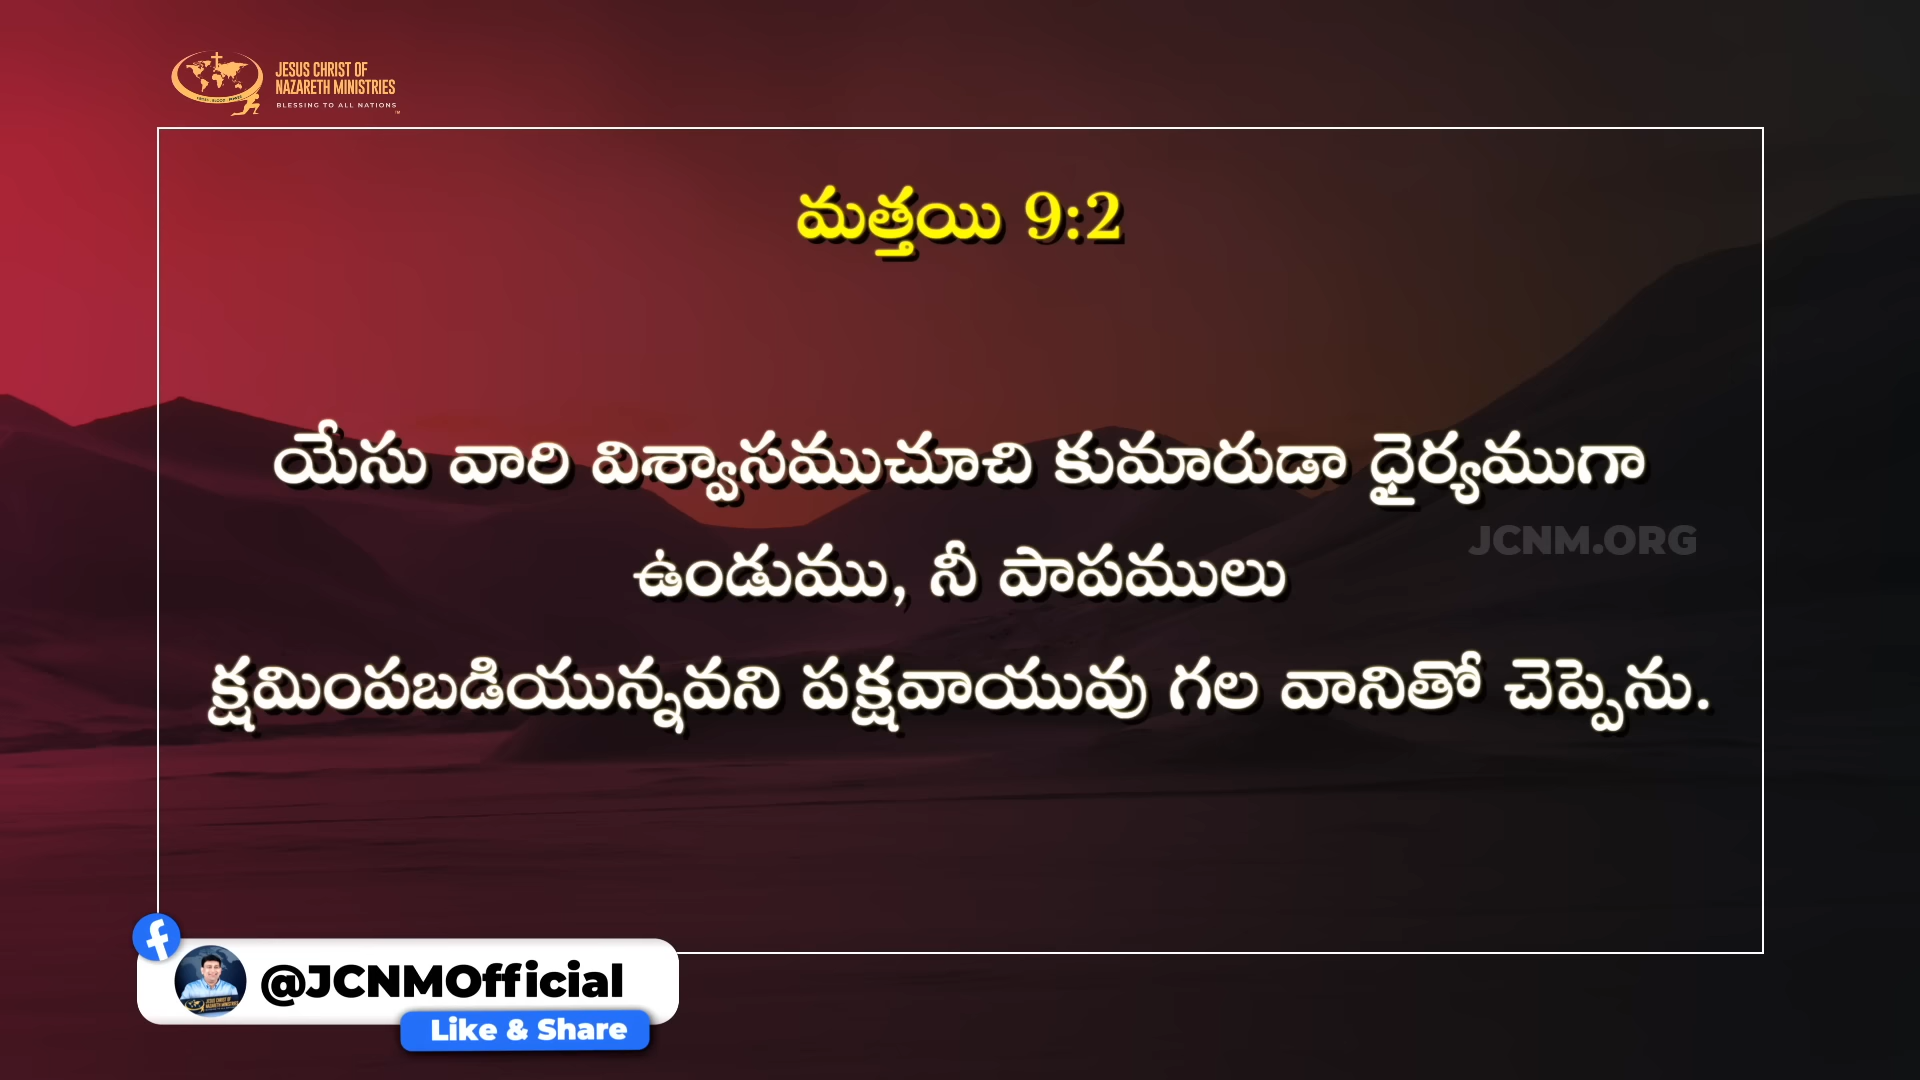 JESUS CHRIST OF
NAZARETH MINISTRIES
BLESSING TO ALL NATIONS
మత్తయి 9:2
యేసు వారి విశ్వాసముచూచి కుమారుడా ధైర్యముగా
ఉండుము, నీ పాపములు
క్షమింపబడియున్నవని పక్షవాయువు గల వానితో చెప్పెను.
JCNM.ORG
@JCNMOfficial
Like & Share